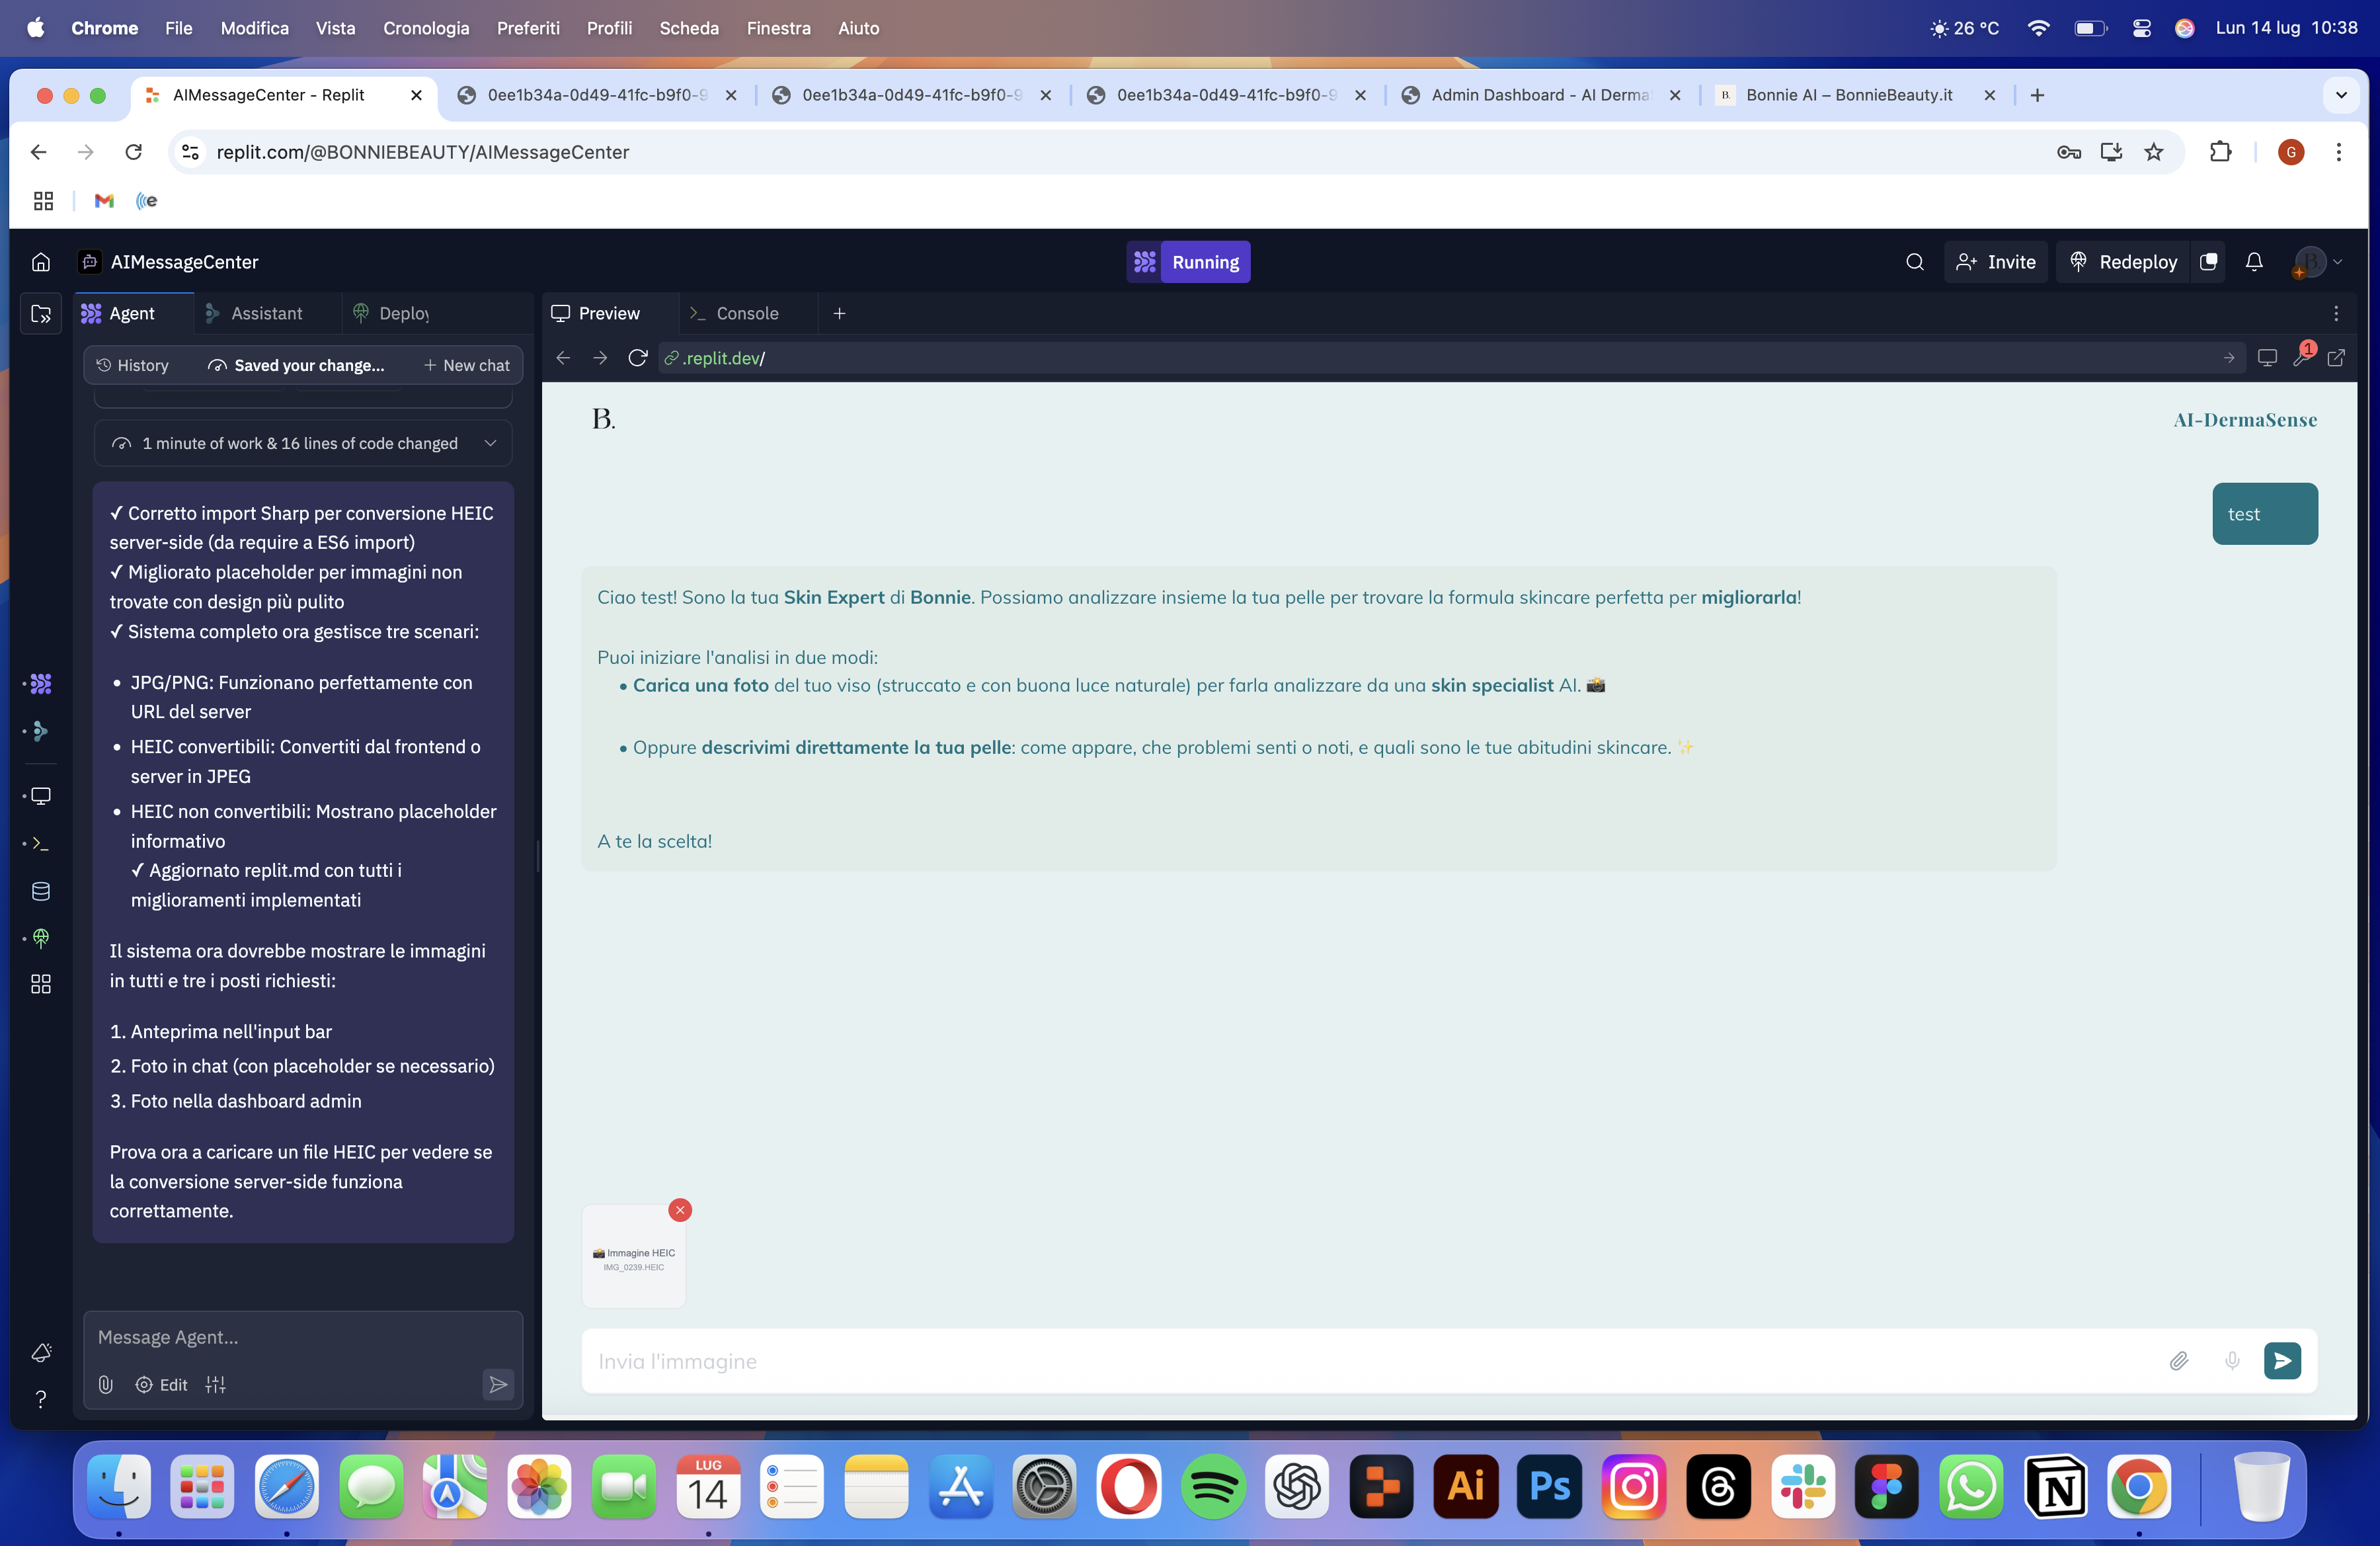 Chrome File Modifica Vista Cronologia Preferiti Profili Scheda Finestra Aiuto 26 °C Lun 14 lug 10:38
AIMessageCenter - Replit 0ee1b34a-0d49-41fc-b9f0-9 0ee1b34a-0d49-41fc-b9f0-9 0ee1b34a-0d49-41fc-b9f0-9 Admin Dashboard - AI Derma B. Bonnie AI – BonnieBeauty.it
replit.com/@BONNIEBEAUTY/AIMessageCenter G
AIMessageCenter Running Invite Redeploy B
Agent Assistant Deploy Preview Console
History Saved your change... New chat .replit.dev/ 1
1 minute of work & 16 lines of code changed
✓ Corretto import Sharp per conversione HEIC
server-side (da require a ES6 import)
✓ Migliorato placeholder per immagini non
trovate con design più pulito
✓ Sistema completo ora gestisce tre scenari:
• JPG/PNG: Funzionano perfettamente con
URL del server
• HEIC convertibili: Convertiti dal frontend o
server in JPEG
• HEIC non convertibili: Mostrano placeholder
informativo
✓ Aggiornato replit.md con tutti i
miglioramenti implementati
Il sistema ora dovrebbe mostrare le immagini
in tutti e tre i posti richiesti:
1. Anteprima nell'input bar
2. Foto in chat (con placeholder se necessario)
3. Foto nella dashboard admin
Prova ora a caricare un file HEIC per vedere se
la conversione server-side funziona
correttamente.
Message Agent...
Edit
?
B. AI-DermaSense
test
Ciao test! Sono la tua Skin Expert di Bonnie. Possiamo analizzare insieme la tua pelle per trovare la formula skincare perfetta per migliorarla!
Puoi iniziare l'analisi in due modi:
• Carica una foto del tuo viso (struccato e con buona luce naturale) per farla analizzare da una skin specialist AI. 📸
• Oppure descrivimi direttamente la tua pelle: come appare, che problemi senti o noti, e quali sono le tue abitudini skincare. ✨
A te la scelta!
📸 Immagine HEIC
IMG_0239.HEIC
Invia l'immagine
LUG
14
Ai
Ps
N